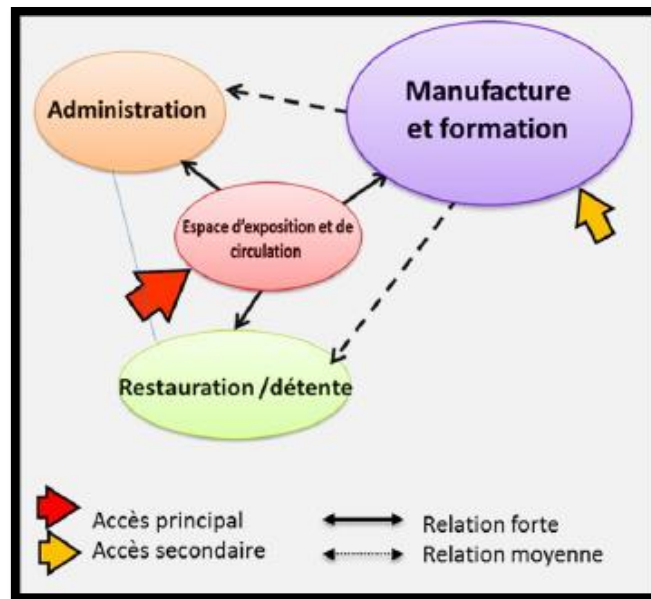 Manufacture
et formation
Administration
Espace d'exposition et de
circulation
Restauration /détente
Accès principal
Relation forte
Accès secondaire
Relation moyenne